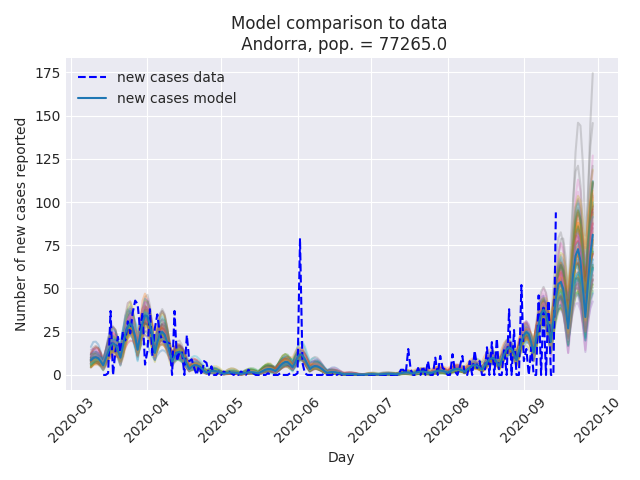 Model comparison to data
Andorra, pop. = 77265.0
new cases data
new cases model
Number of new cases reported
175
150
125
100
75
50
25
0
2020-03
2020-04
2020-05
2020-06
2020-07
2020-08
2020-09
2020-10
Day